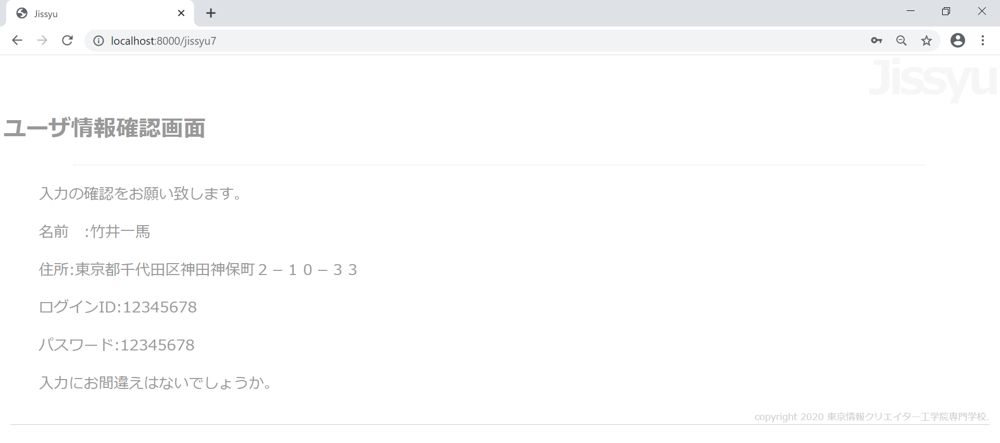 Jissyu
localhost:8000/jissyu7
Jissyu
ユーザ情報確認画面
入力の確認をお願い致します。
名前　:竹井一馬
住所:東京都千代田区神田神保町２－１０－３３
ログインID:12345678
パスワード:12345678
入力にお間違えはないでしょうか。
copyright 2020 東京情報クリエイター工学院専門学校.